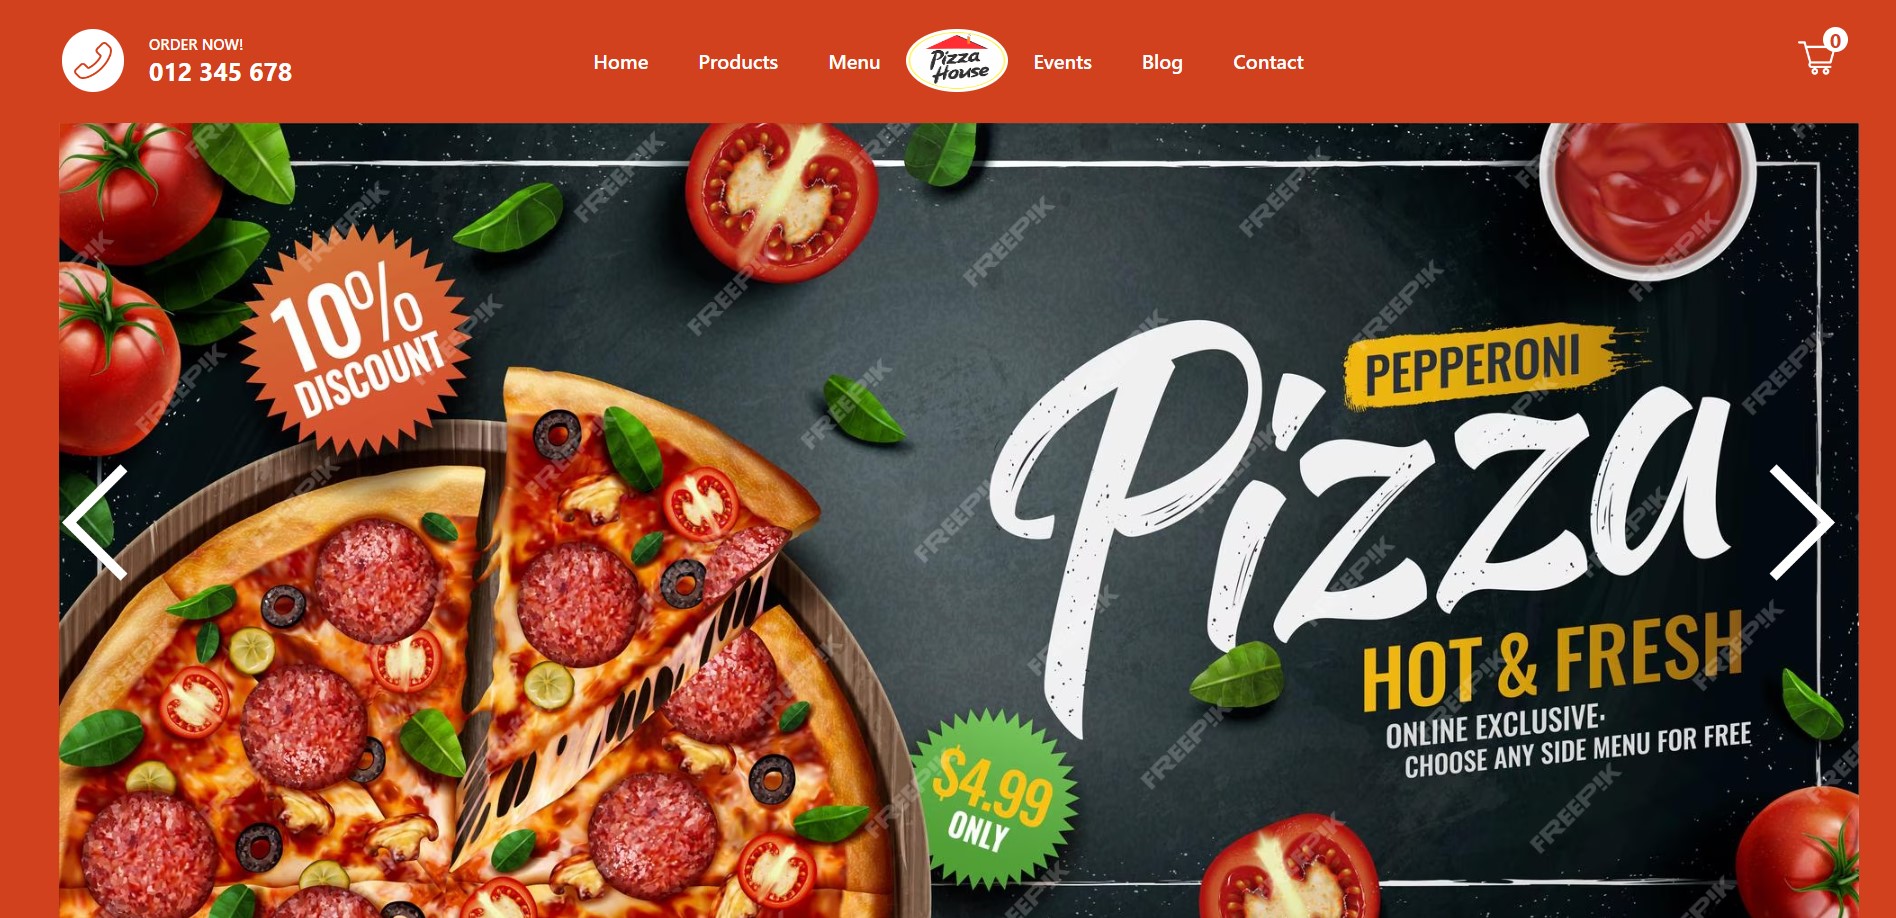 ORDER NOW!
012 345 678
Home
Products
Menu
Pizza
House
Events
Blog
Contact
0
10%
DISCOUNT
PEPPERONI
Pizza
HOT & FRESH
ONLINE EXCLUSIVE.
CHOOSE ANY SIDE MENU FOR FREE
$4.99
ONLY
FREEPIK